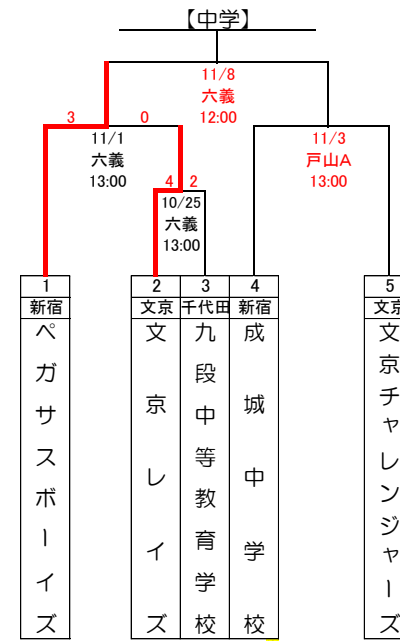 【中学】
11/8
六義
12:00
3 0
11/1
六義
13:00
11/3
戸山A
13:00
4 2
10/25
六義
13:00
1 2 3 4 5
新宿 文京 千代田 新宿 文京
ペガサスボーイズ
文京レイズ
九段中等教育学校
成城中学校
文京チャレンジャーズ